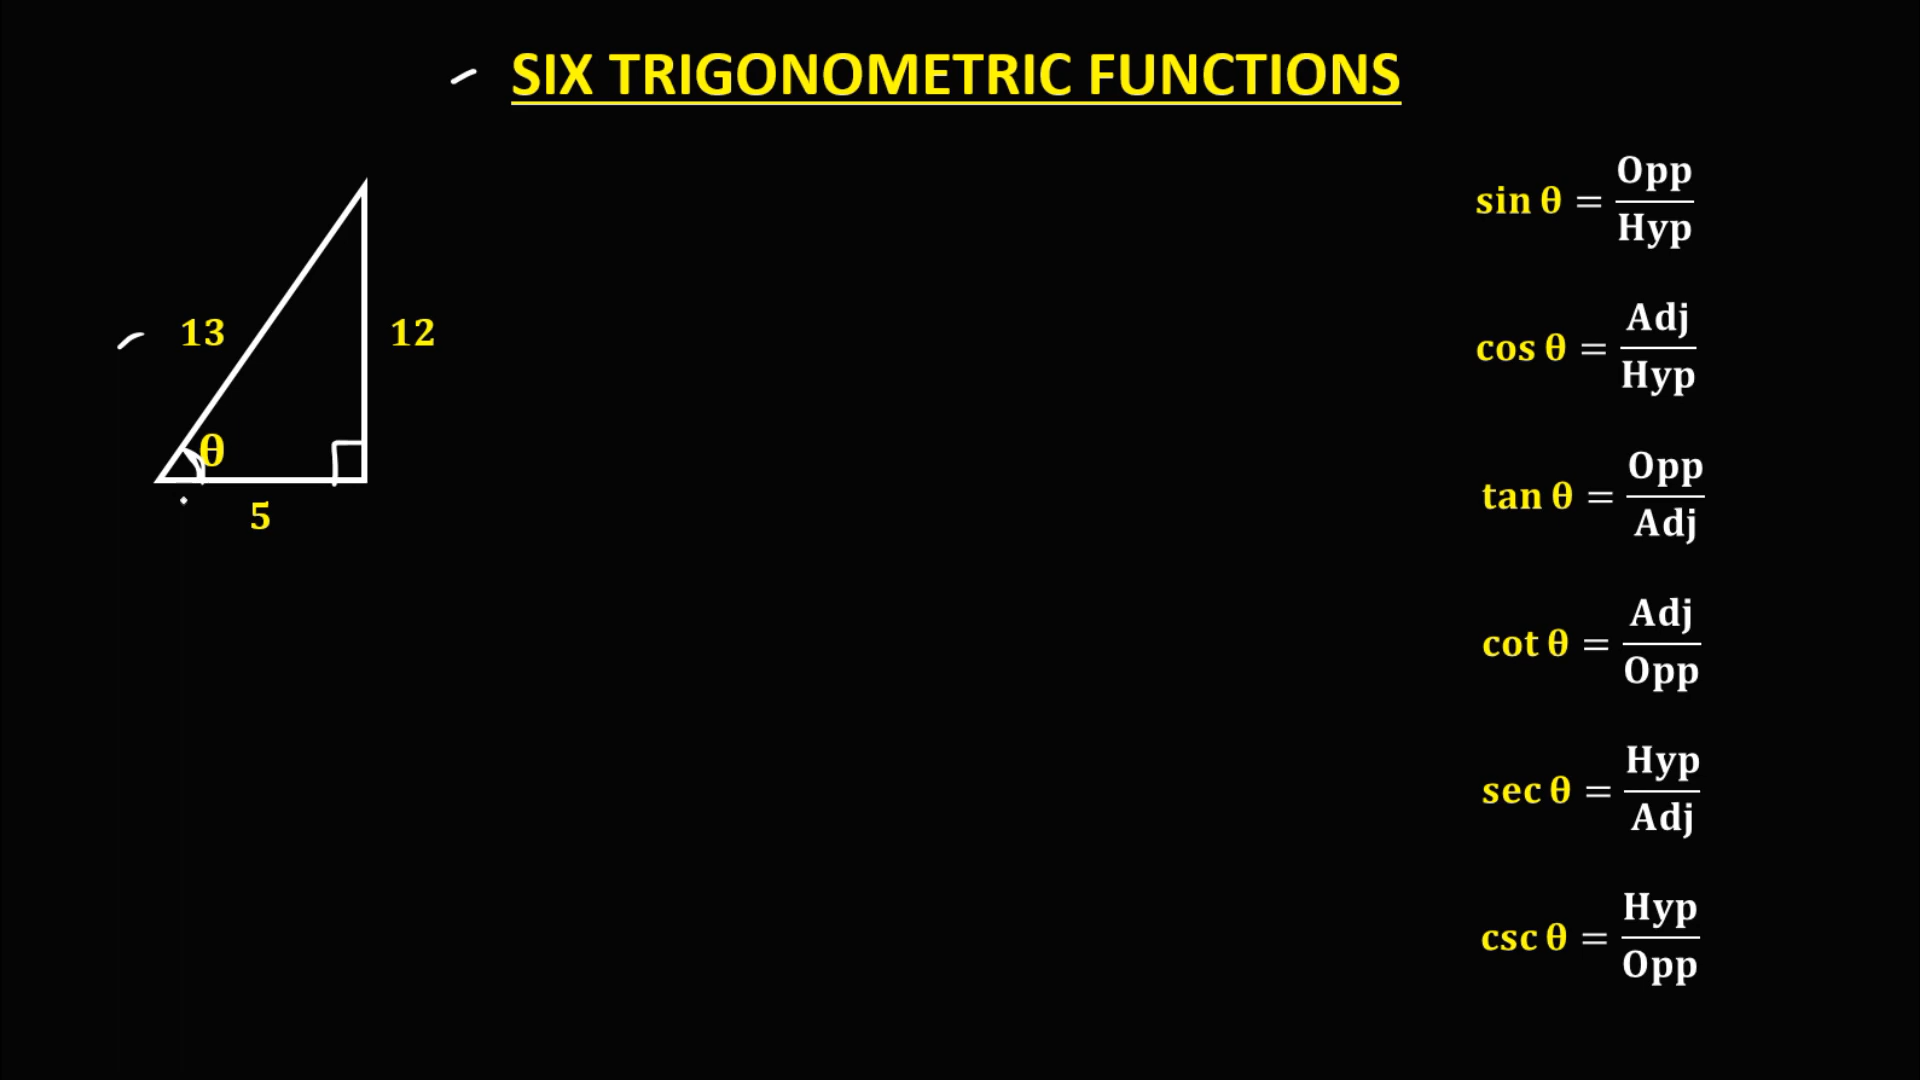 SIX TRIGONOMETRIC FUNCTIONS
13
12
θ
5
sin θ = Opp/Hyp
cos θ = Adj/Hyp
tan θ = Opp/Adj
cot θ = Adj/Opp
sec θ = Hyp/Adj
csc θ = Hyp/Opp